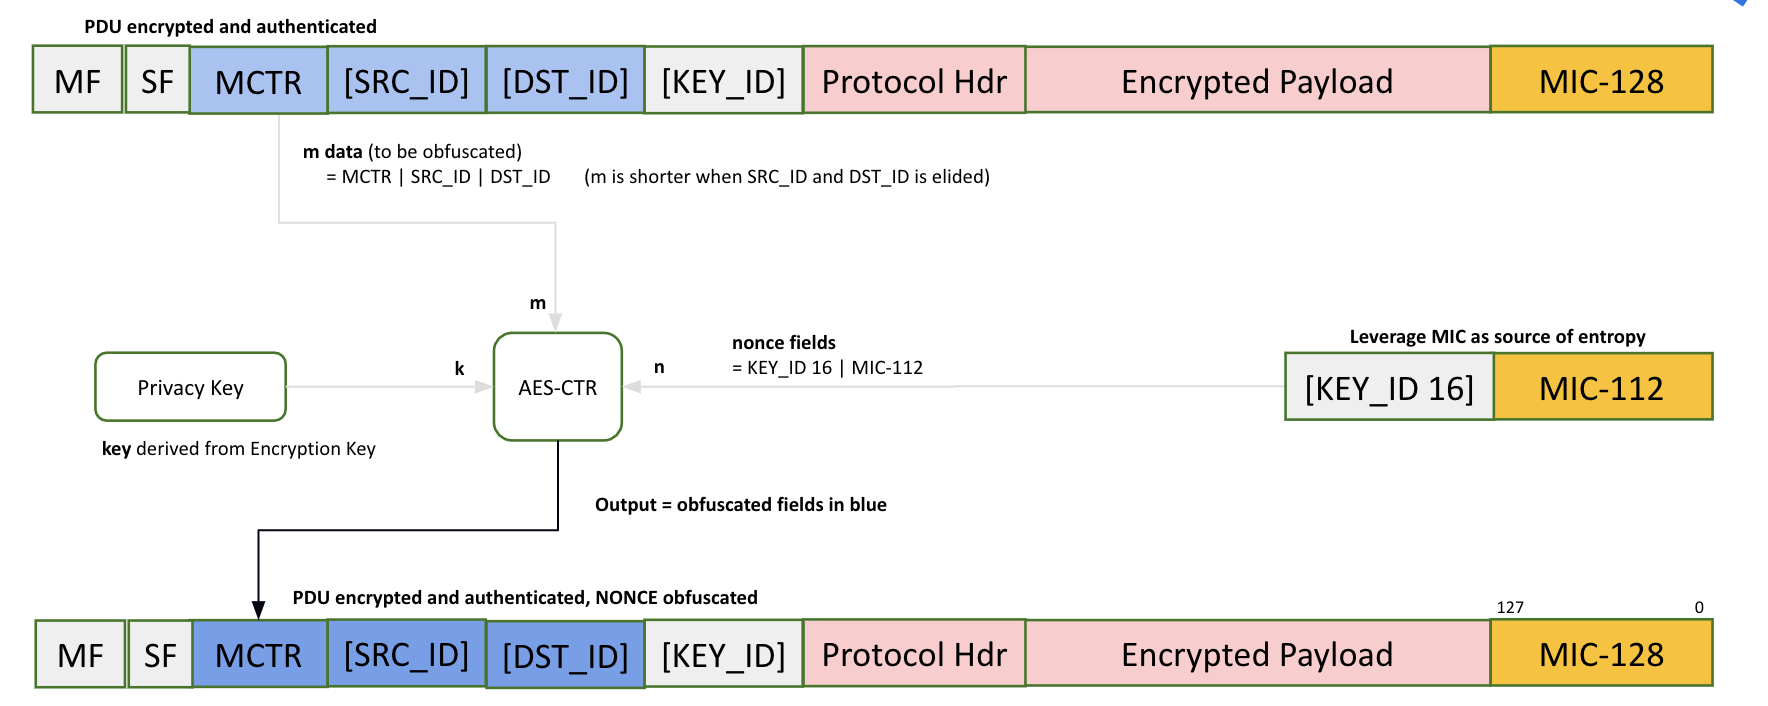 PDU encrypted and authenticated
MF SF MCTR [SRC_ID] [DST_ID] [KEY_ID] Protocol Hdr Encrypted Payload MIC-128
m data (to be obfuscated)
= MCTR | SRC_ID | DST_ID (m is shorter when SRC_ID and DST_ID is elided)
m
Leverage MIC as source of entropy
nonce fields
= KEY_ID 16 | MIC-112
k
n
Privacy Key
AES-CTR
[KEY_ID 16] MIC-112
key derived from Encryption Key
Output = obfuscated fields in blue
PDU encrypted and authenticated, NONCE obfuscated
127 0
MF SF MCTR [SRC_ID] [DST_ID] [KEY_ID] Protocol Hdr Encrypted Payload MIC-128